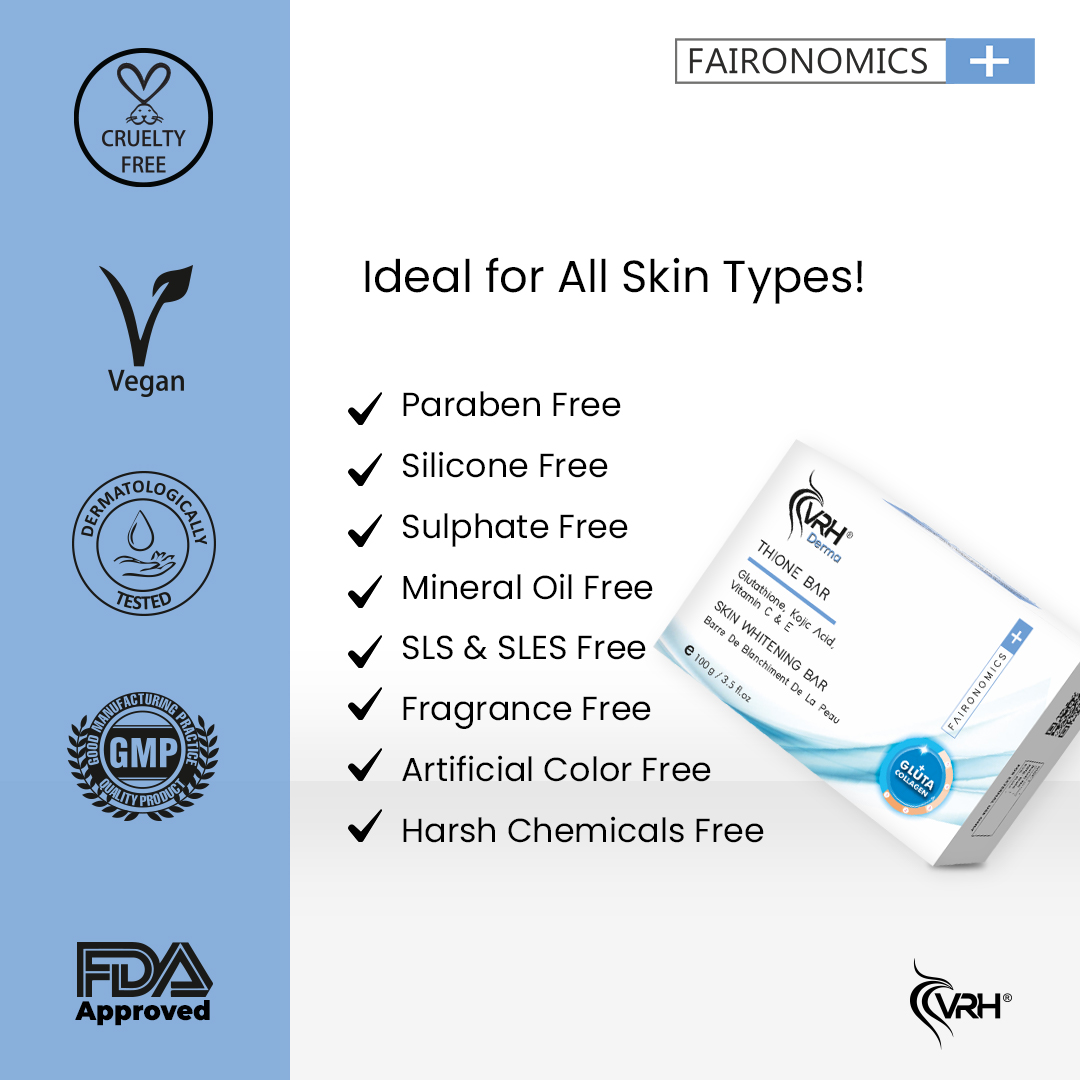 CRUELTY
FREE
Vegan
DERMATOLOGICALLY
TESTED
GOOD MANUFACTURING PRACTICE
GMP
QUALITY PRODUCT
FDA
Approved
FAIRONOMICS +
Ideal for All Skin Types!
Paraben Free
Silicone Free
Sulphate Free
Mineral Oil Free
SLS & SLES Free
Fragrance Free
Artificial Color Free
Harsh Chemicals Free
VRH®
Derma
THIONE BAR
Glutathione, Kojic Acid,
Vitamin C & E
SKIN WHITENING BAR
Barre De Blanchiment De La Peau
e 100 g / 3.5 fl.oz
FAIRONOMICS +
+
GLUTA
COLLAGEN
VRH®